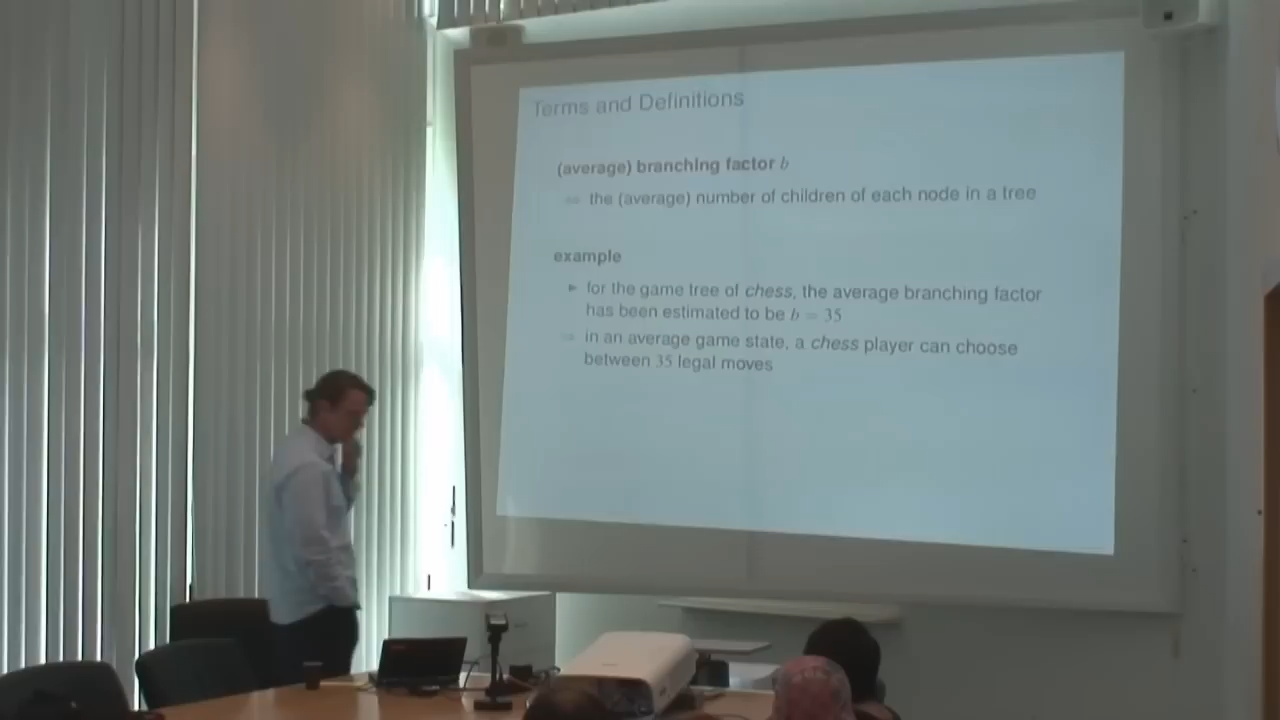 Terms and Definitions
(average) branching factor b
⇔ the (average) number of children of each node in a tree
example
► for the game tree of chess, the average branching factor
has been estimated to be b = 35
⇒ in an average game state, a chess player can choose
between 35 legal moves